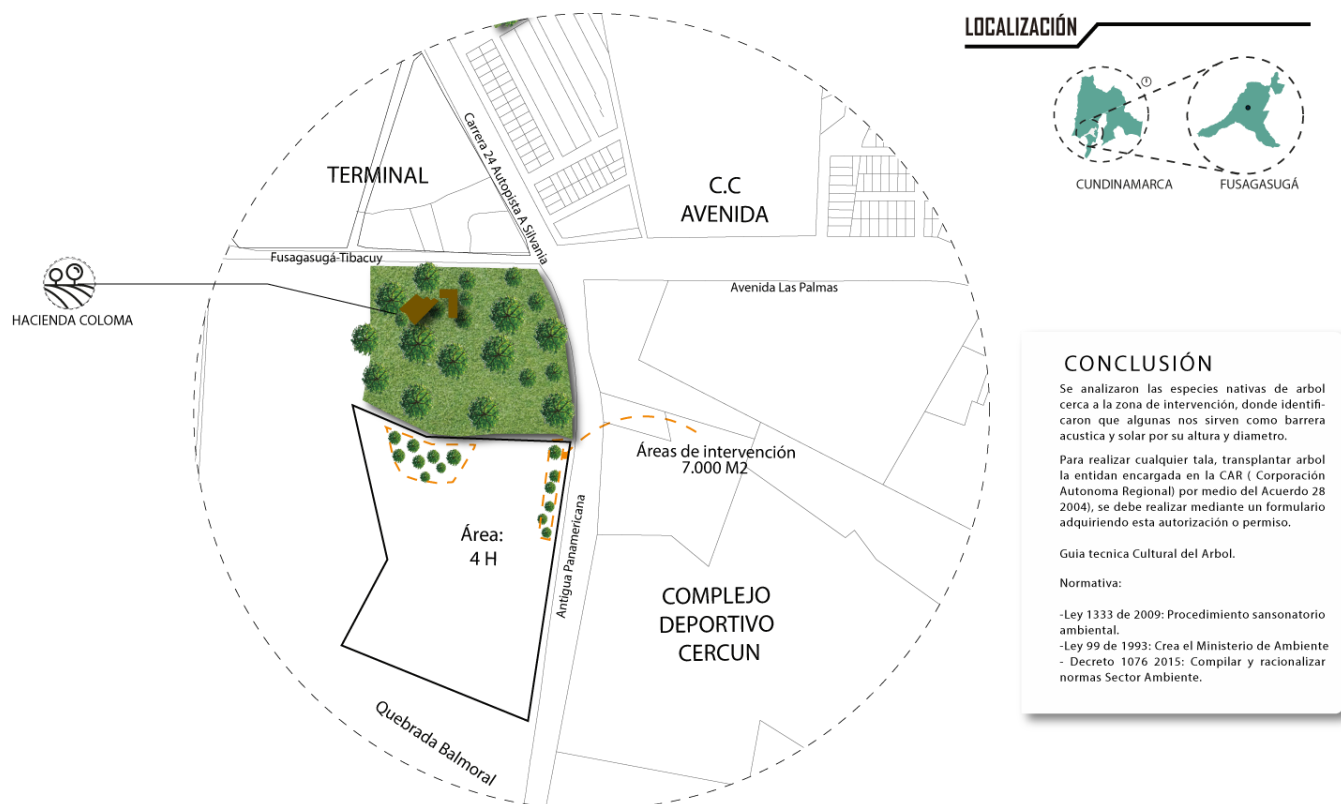 LOCALIZACIÓN
CUNDINAMARCA
FUSAGASUGÁ
TERMINAL
Carrera 24 Autopista A Silvania
C.C
AVENIDA
Fusagasugá-Tibacuy
Avenida Las Palmas
HACIENDA COLOMA
Áreas de intervención
7.000 M2
Área:
4 H
Antigua Panamericana
COMPLEJO
DEPORTIVO
CERCUN
Quebrada Balmoral
CONCLUSIÓN
Se analizaron las especies nativas de arbol
cerca a la zona de intervención, donde identifi-
caron que algunas nos sirven como barrera
acustica y solar por su altura y diametro.
Para realizar cualquier tala, transplantar arbol
la entidan encargada en la CAR ( Corporación
Autonoma Regional) por medio del Acuerdo 28
2004), se debe realizar mediante un formulario
adquiriendo esta autorización o permiso.
Guia tecnica Cultural del Arbol.
Normativa:
-Ley 1333 de 2009: Procedimiento sansonatorio
ambiental.
-Ley 99 de 1993: Crea el Ministerio de Ambiente
- Decreto 1076 2015: Compilar y racionalizar
normas Sector Ambiente.